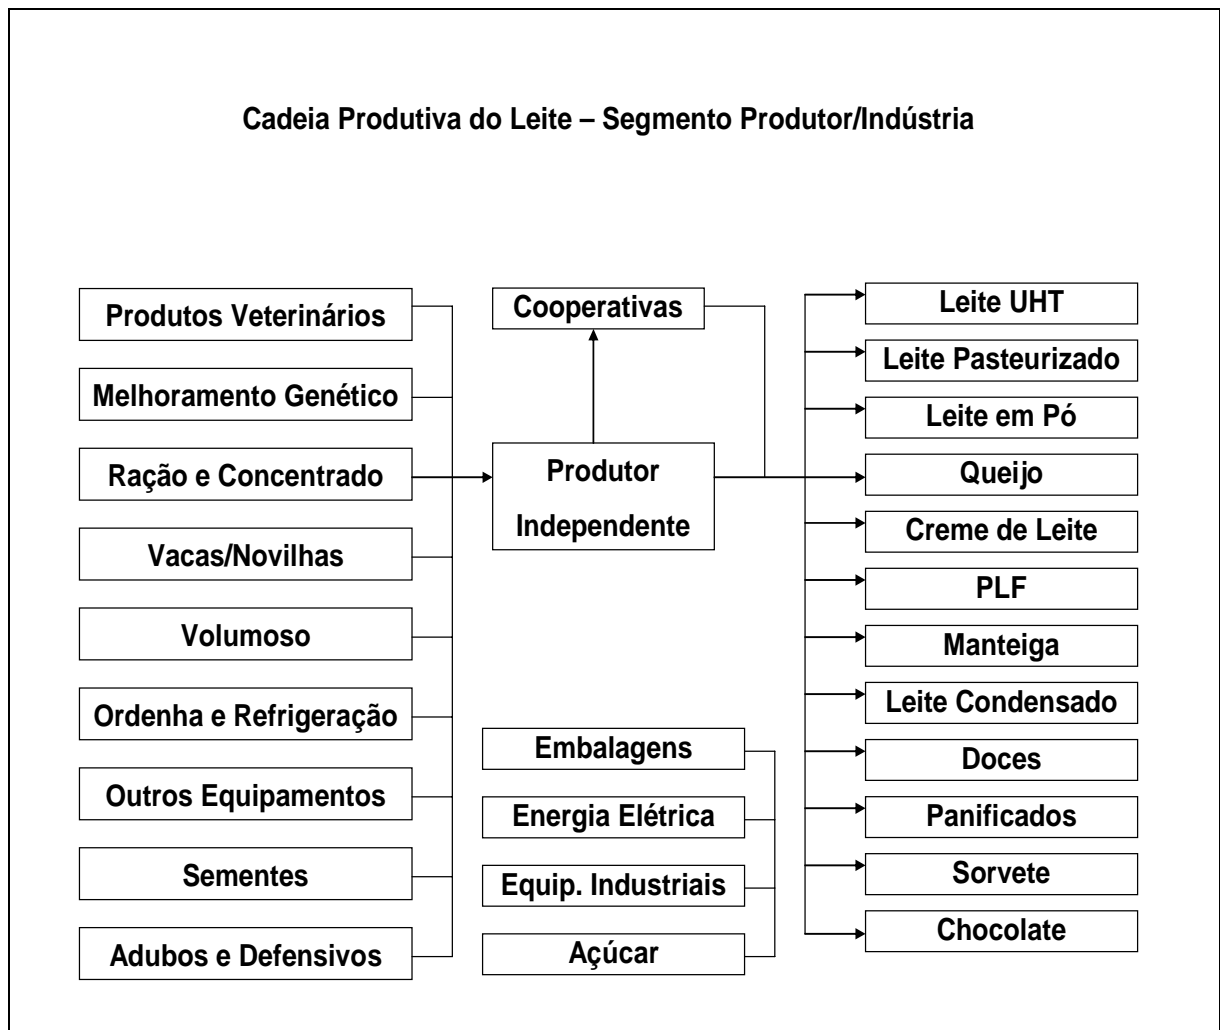 Cadeia Produtiva do Leite – Segmento Produtor/Indústria
Produtos Veterinários
Melhoramento Genético
Ração e Concentrado
Vacas/Novilhas
Volumoso
Ordenha e Refrigeração
Outros Equipamentos
Sementes
Adubos e Defensivos
Cooperativas
Produtor
Independente
Embalagens
Energia Elétrica
Equip. Industriais
Açúcar
Leite UHT
Leite Pasteurizado
Leite em Pó
Queijo
Creme de Leite
PLF
Manteiga
Leite Condensado
Doces
Panificados
Sorvete
Chocolate